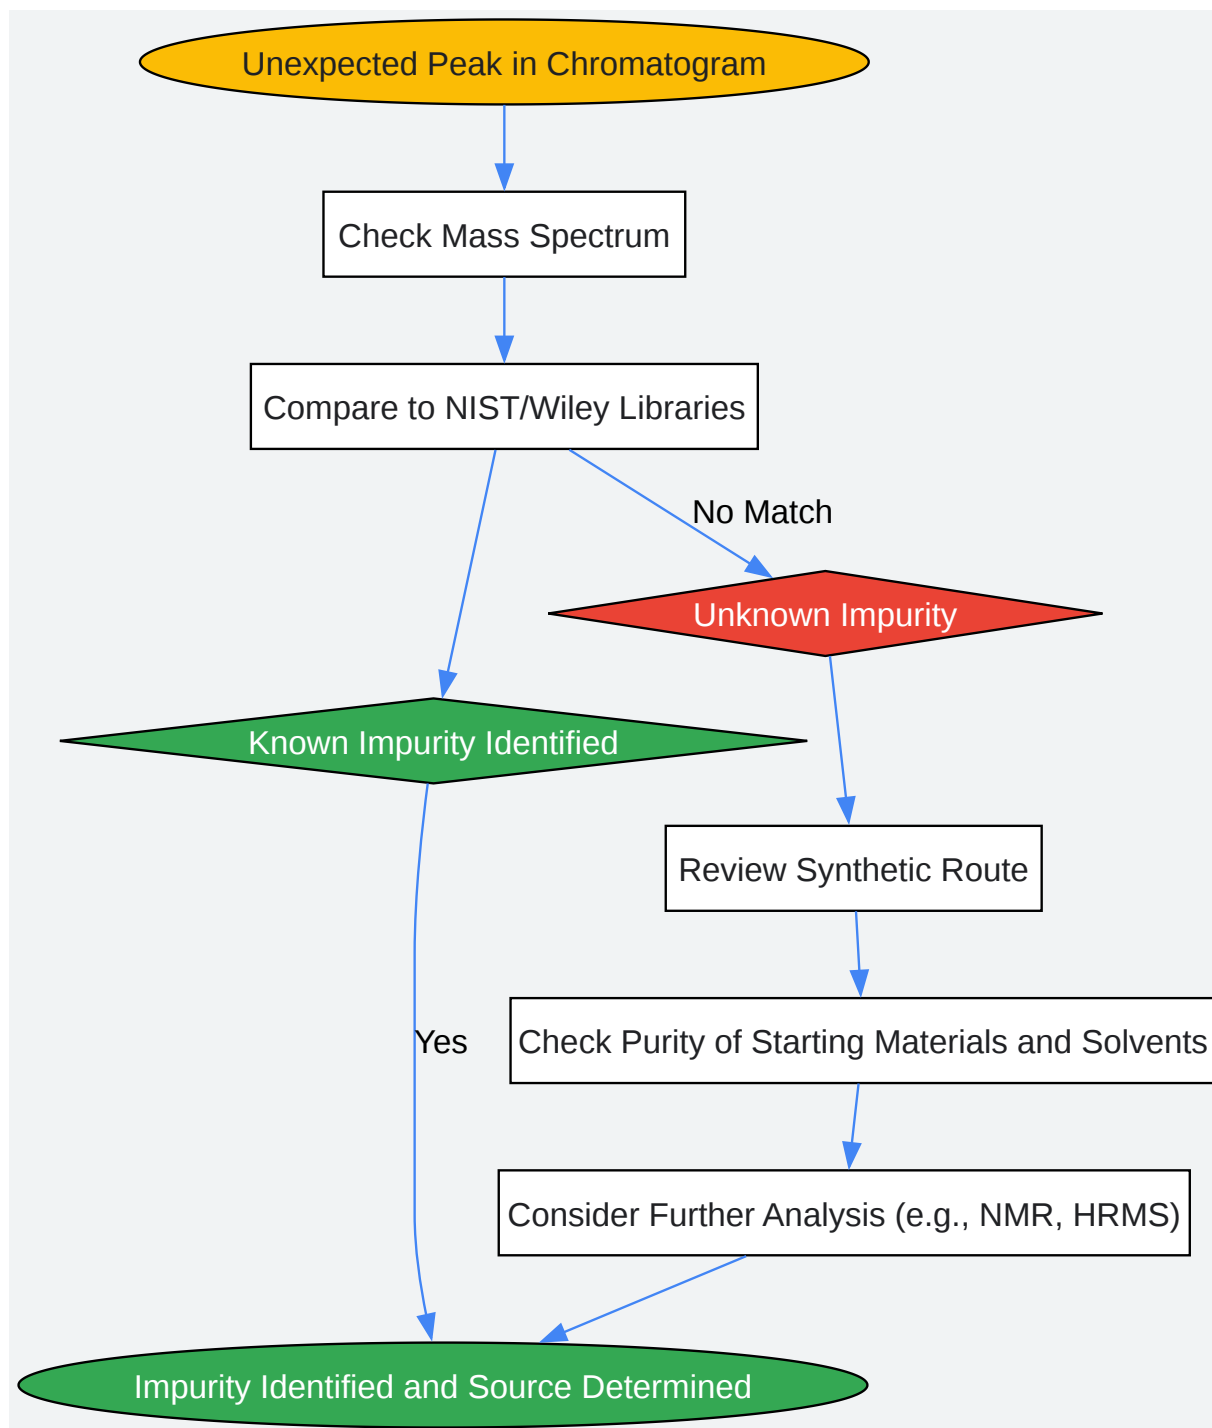 Unexpected Peak in Chromatogram
Check Mass Spectrum
Compare to NIST/Wiley Libraries
No Match
Unknown Impurity
Known Impurity Identified
Review Synthetic Route
Yes
Check Purity of Starting Materials and Solvents
Consider Further Analysis (e.g., NMR, HRMS)
Impurity Identified and Source Determined